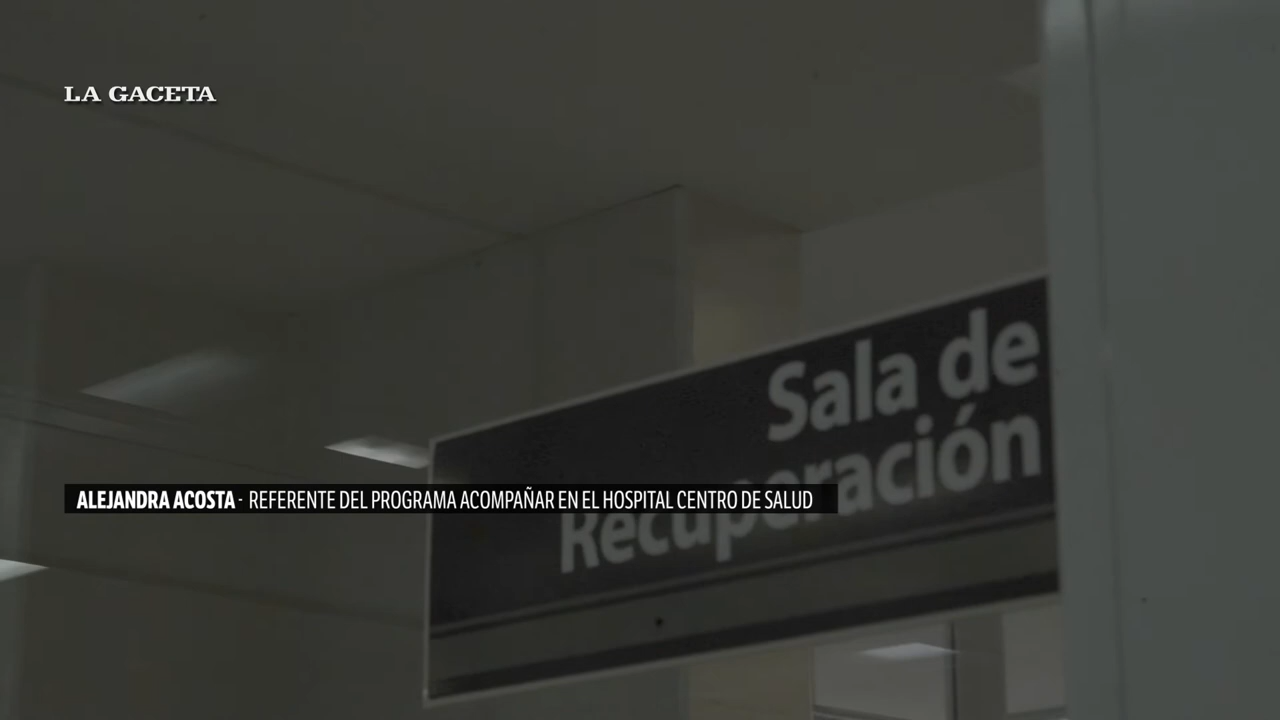 LA GACETA
Sala de
Recuperación
ALEJANDRA ACOSTA - REFERENTE DEL PROGRAMA ACOMPAÑAR EN EL HOSPITAL CENTRO DE SALUD